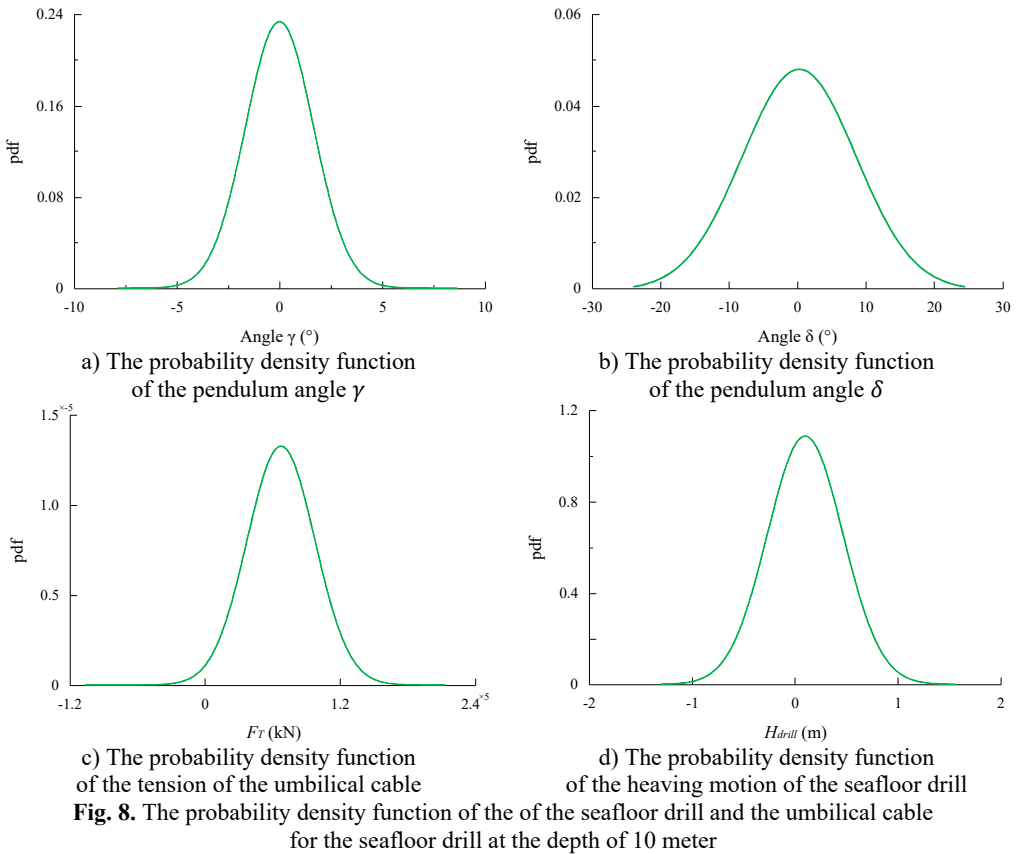 0.24
0.16
0.08
0
pdf
-10
-5
0
5
10
Angle γ (°)
a) The probability density function
of the pendulum angle γ
0.06
0.04
0.02
0
pdf
-30
-20
-10
0
10
20
30
Angle δ (°)
b) The probability density function
of the pendulum angle δ
1.5×-5
1.0
0.5
0
pdf
-1.2
0
1.2
2.4×5
FT (kN)
c) The probability density function
of the tension of the umbilical cable
1.2
0.8
0.4
0
pdf
-2
-1
0
1
2
Hdrill (m)
d) The probability density function
of the heaving motion of the seafloor drill
Fig. 8. The probability density function of the of the seafloor drill and the umbilical cable
for the seafloor drill at the depth of 10 meter